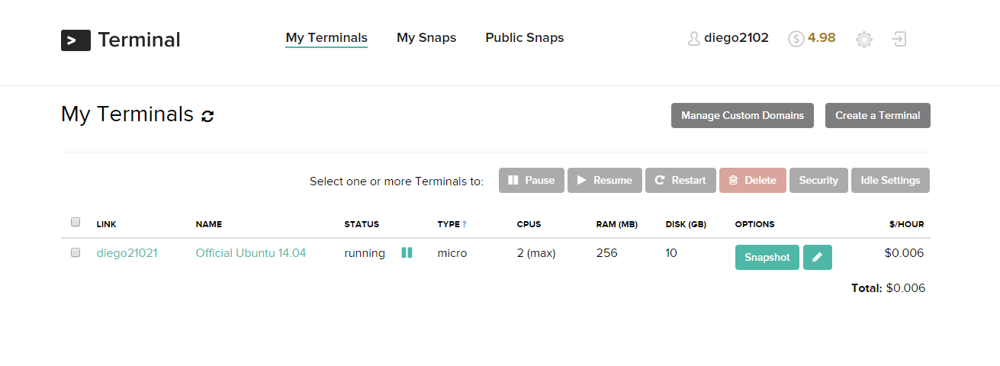 > Terminal My Terminals My Snaps Public Snaps diego2102 $ 4.98
My Terminals Manage Custom Domains Create a Terminal
Select one or more Terminals to: Pause Resume Restart Delete Security Idle Settings
LINK NAME STATUS TYPE ? CPUS RAM (MB) DISK (GB) OPTIONS $/HOUR
diego21021 Official Ubuntu 14.04 running micro 2 (max) 256 10 Snapshot $0.006
Total: $0.006